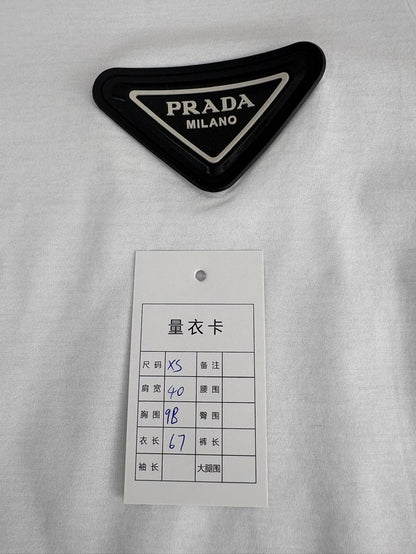 PRADA
MILANO
量衣卡
尺码 XS 备注
肩宽 40 腰围
胸围 98 臀围
衣长 67 裤长
袖长 大腿围